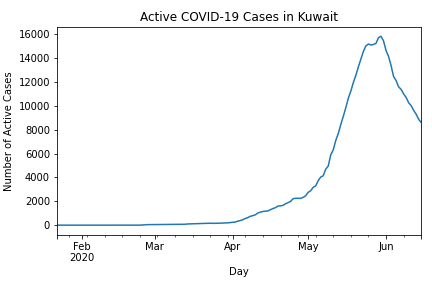 Active COVID-19 Cases in Kuwait
Number of Active Cases
16000
14000
12000
10000
8000
6000
4000
2000
0
Feb
2020
Mar
Apr
May
Jun
Day